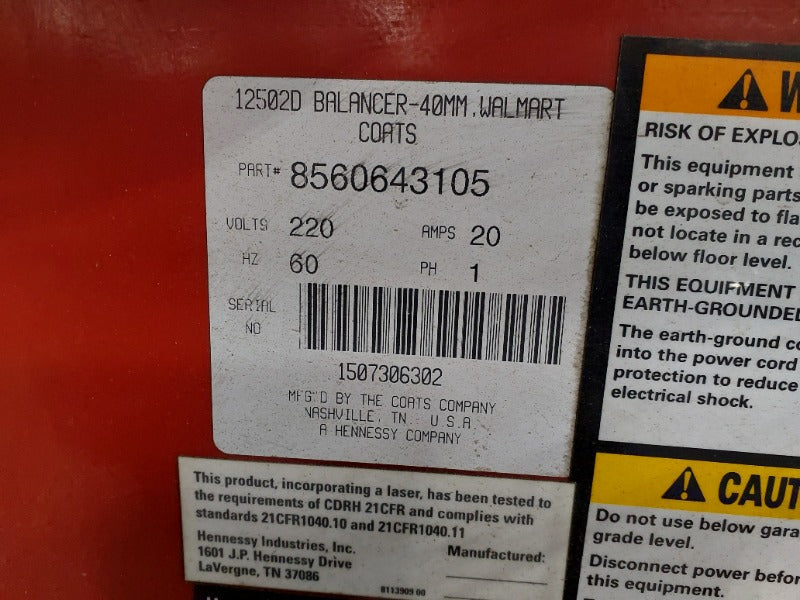 12502D BALANCER-40MM,WALMART
COATS
PART# 8560643105
VOLTS 220 AMPS 20
HZ 60 PH 1
SERIAL
NO
1507306302
MFG'D BY THE COATS COMPANY
NASHVILLE, TN. U.S.A
A HENNESSY COMPANY
This product, incorporating a laser, has been tested to
the requirements of CDRH 21CFR and complies with
standards 21CFR1040.10 and 21CFR1040.11
Hennessy Industries, Inc.
1601 J.P. Hennessy Drive
LaVergne, TN 37086
Manufactured:
8113909 00
RISK OF EXPLOS
This equipment
or sparking parts
be exposed to fla
not locate in a rec
below floor level.
THIS EQUIPMENT
EARTH-GROUNDED
The earth-ground co
into the power cord
protection to reduce
electrical shock.
CAUT
Do not use below gara
grade level.
Disconnect power befor
this equipment.